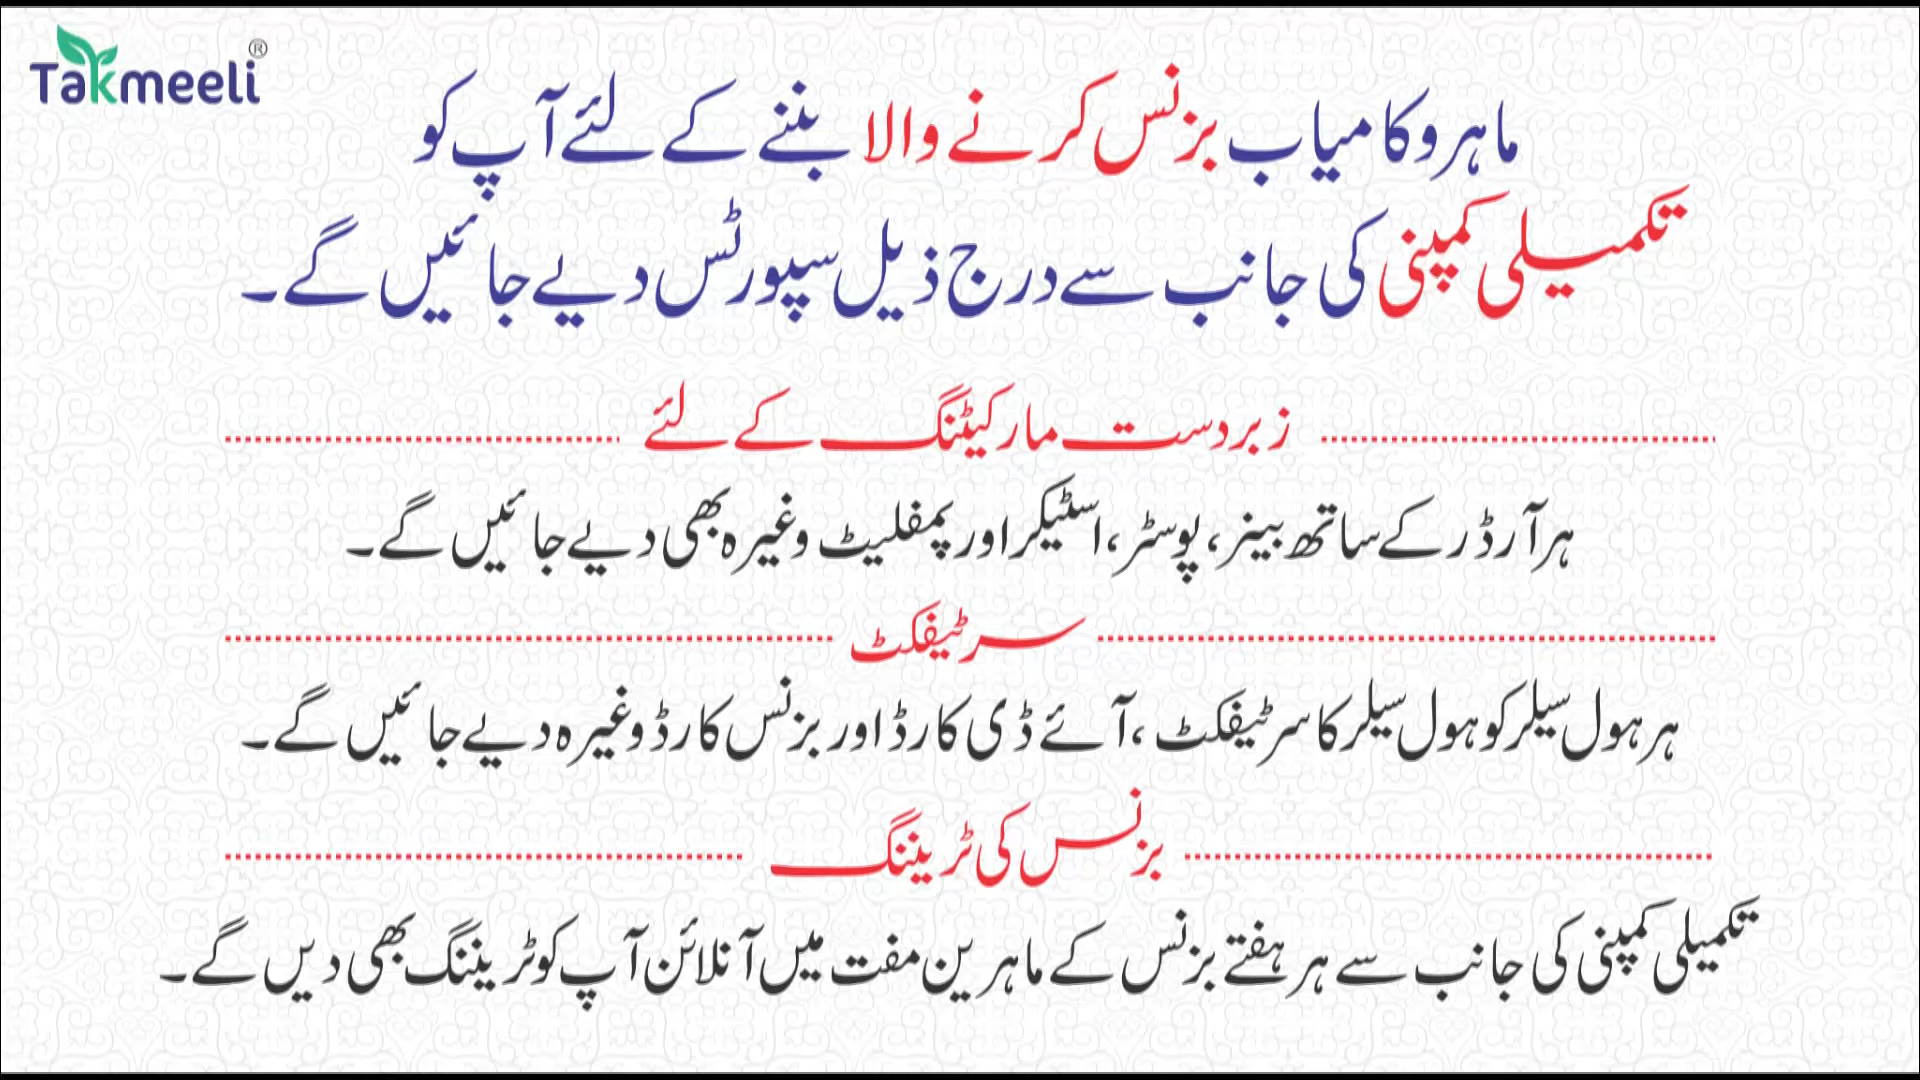 Takmeeli®
ماہر و کامیاب بزنس کرنے والا بننے کے لئے آپ کو
تکمیلی کمپنی کی جانب سے درج ذیل سپورٹس دیے جائیں گے۔
زبردست مارکیٹنگ کے لئے
ہر آرڈر کے ساتھ بینر، پوسٹر، اسٹیکر اور پمفلیٹ وغیرہ بھی دیے جائیں گے۔
سرٹیفکٹ
ہر ہول سیلر کو ہول سیلر کا سرٹیفکٹ، آئے ڈی کارڈ اور بزنس کارڈ وغیرہ دیے جائیں گے۔
بزنس کی ٹریننگ
تکمیلی کمپنی کی جانب سے ہر ہفتے بزنس کے ماہرین مفت میں آنلائن آپ کو ٹریننگ بھی دیں گے۔